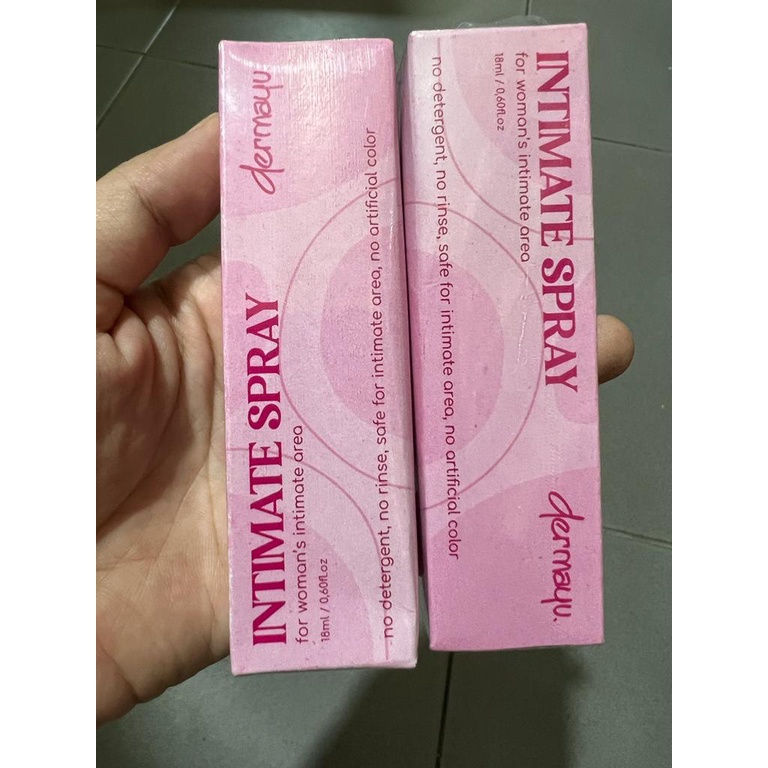 dermayu.
INTIMATE SPRAY
for woman's intimate area
18ml / 0,60fl.oz
no detergent, no rinse, safe for intimate area, no artificial color
INTIMATE SPRAY
for woman's intimate area
18ml / 0,60fl.oz
no detergent, no rinse, safe for intimate area, no artificial color
dermayu.